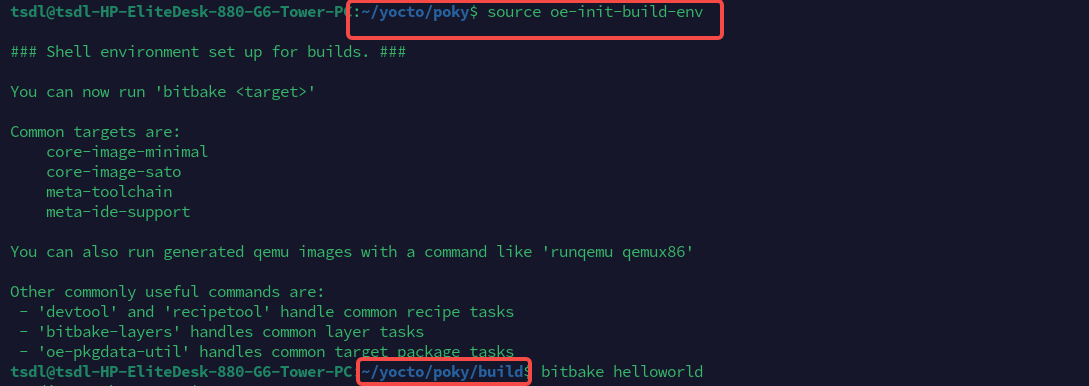 tsdl@tsdl-HP-EliteDesk-880-G6-Tower-PC:~/yocto/poky$ source oe-init-build-env
### Shell environment set up for builds. ###
You can now run 'bitbake <target>'
Common targets are:
    core-image-minimal
    core-image-sato
    meta-toolchain
    meta-ide-support
You can also run generated qemu images with a command like 'runqemu qemux86'
Other commonly useful commands are:
 - 'devtool' and 'recipetool' handle common recipe tasks
 - 'bitbake-layers' handles common layer tasks
 - 'oe-pkgdata-util' handles common target package tasks
tsdl@tsdl-HP-EliteDesk-880-G6-Tower-PC:~/yocto/poky/build$ bitbake helloworld